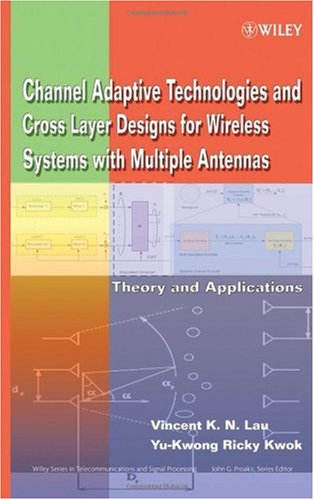 WILEY
Channel Adaptive Technologies and
Cross Layer Designs for Wireless
Systems with Multiple Antennas
Theory and Applications
Vincent K. N. Lau
Yu-Kwong Ricky Kwok
Wiley Series in Telecommunications and Signal Processing John G. Proakis, Series Editor